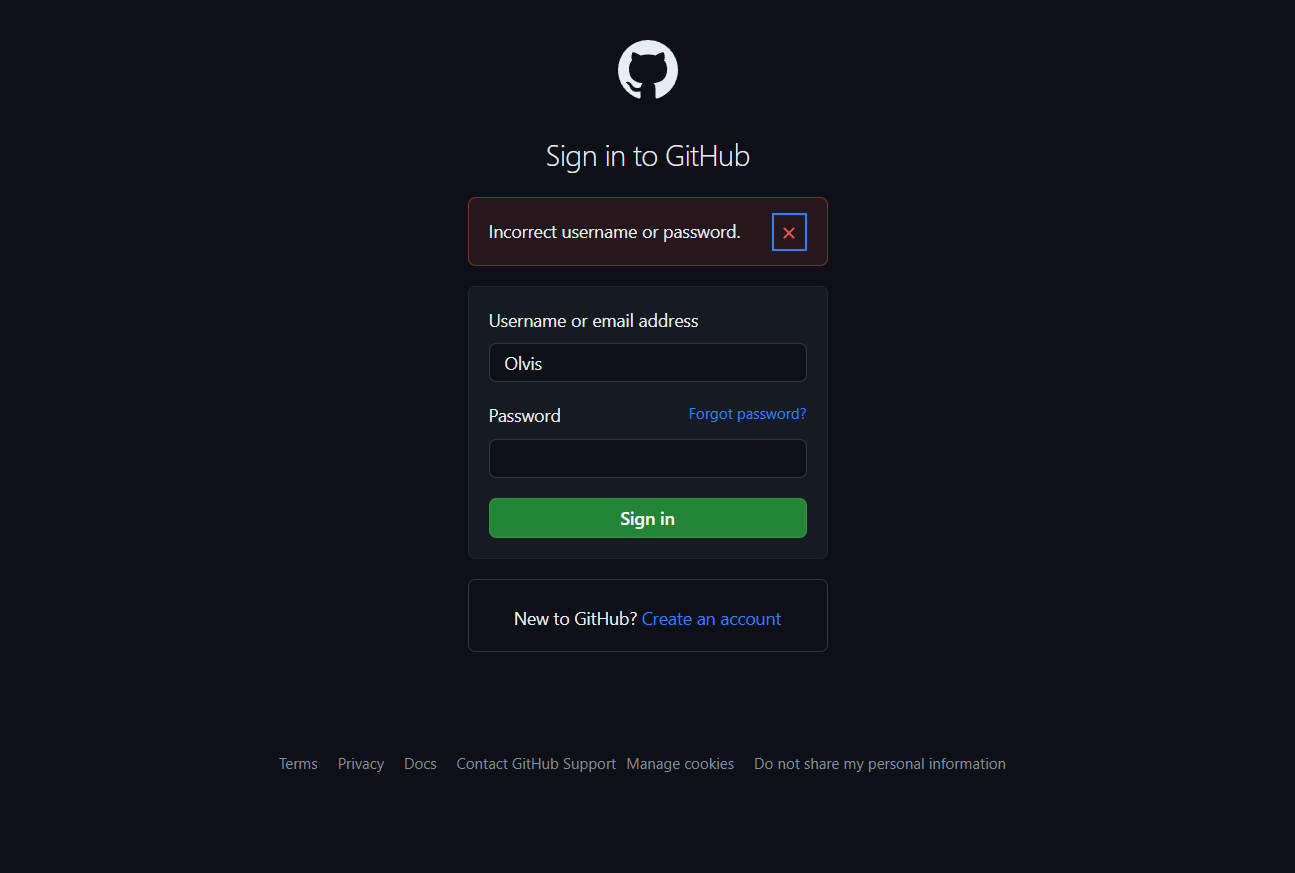 Sign in to GitHub
Incorrect username or password.
Username or email address
Olvis
Password Forgot password?
Sign in
New to GitHub? Create an account
Terms Privacy Docs Contact GitHub Support Manage cookies Do not share my personal information